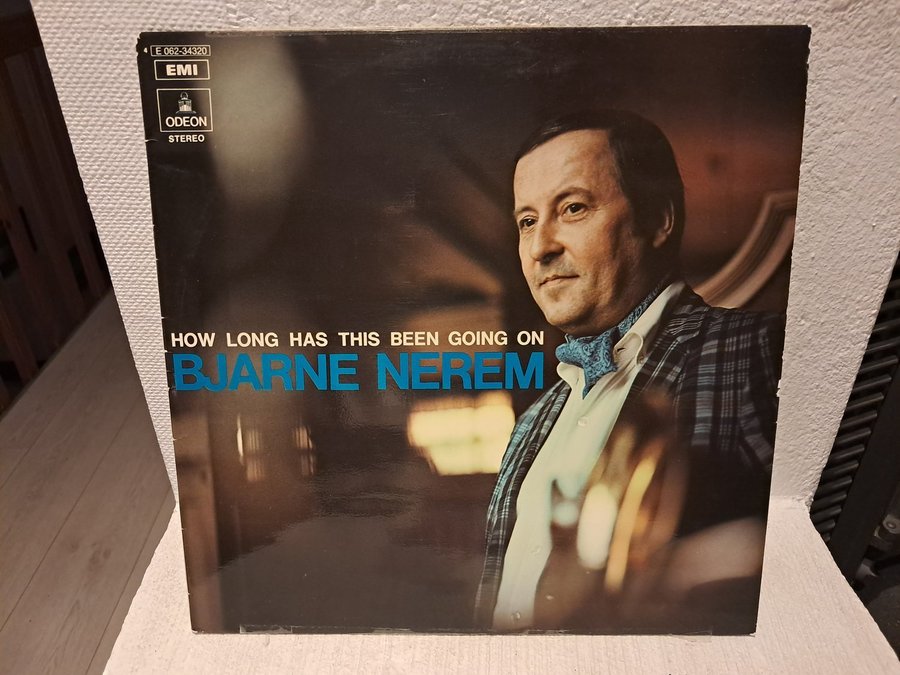 4 E 062-34320
EMI
ODEON
STEREO
HOW LONG HAS THIS BEEN GOING ON
BJARNE NEREM